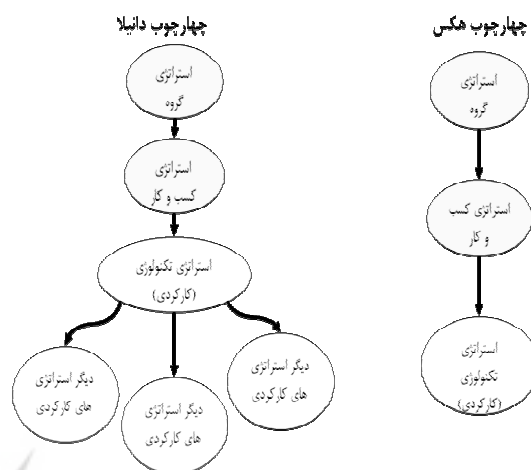 چهارچوب هکس
استراتژی
گروه
استراتژی کسب
و کار
استراتژی
تکنولوژی
(کارکردی)
چهارچوب دانیلا
استراتژی
گروه
استراتژی
کسب و کار
استراتژی تکنولوژی
(کارکردی)
دیگر استراتژی
های کارکردی
دیگر استراتژی
های کارکردی
دیگر استراتژی
های کارکردی